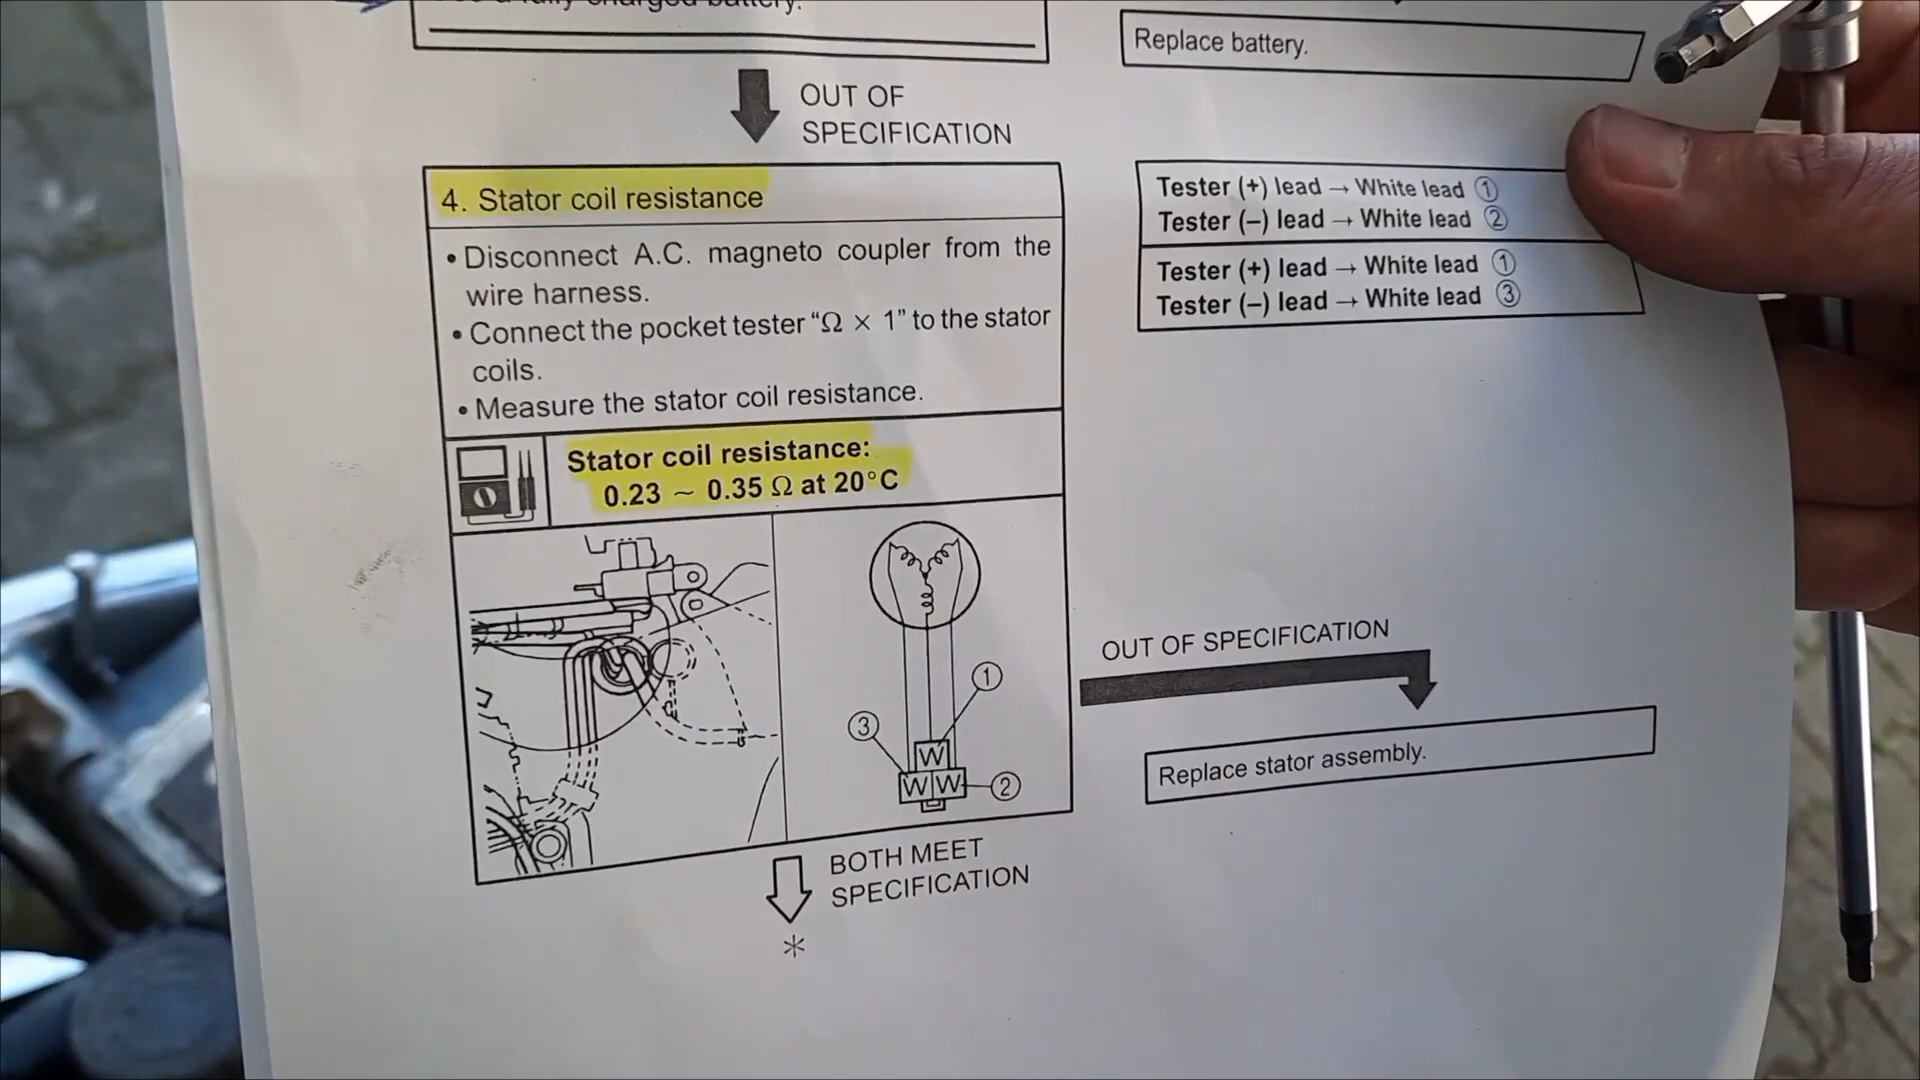 Replace battery.
OUT OF
SPECIFICATION
4. Stator coil resistance
• Disconnect A.C. magneto coupler from the
wire harness.
• Connect the pocket tester “Ω × 1” to the stator
coils.
• Measure the stator coil resistance.
Stator coil resistance:
0.23 ~ 0.35 Ω at 20°C
Tester (+) lead → White lead ①
Tester (–) lead → White lead ②
Tester (+) lead → White lead ①
Tester (–) lead → White lead ③
①
③
W
W W
②
OUT OF SPECIFICATION
Replace stator assembly.
BOTH MEET
SPECIFICATION
*